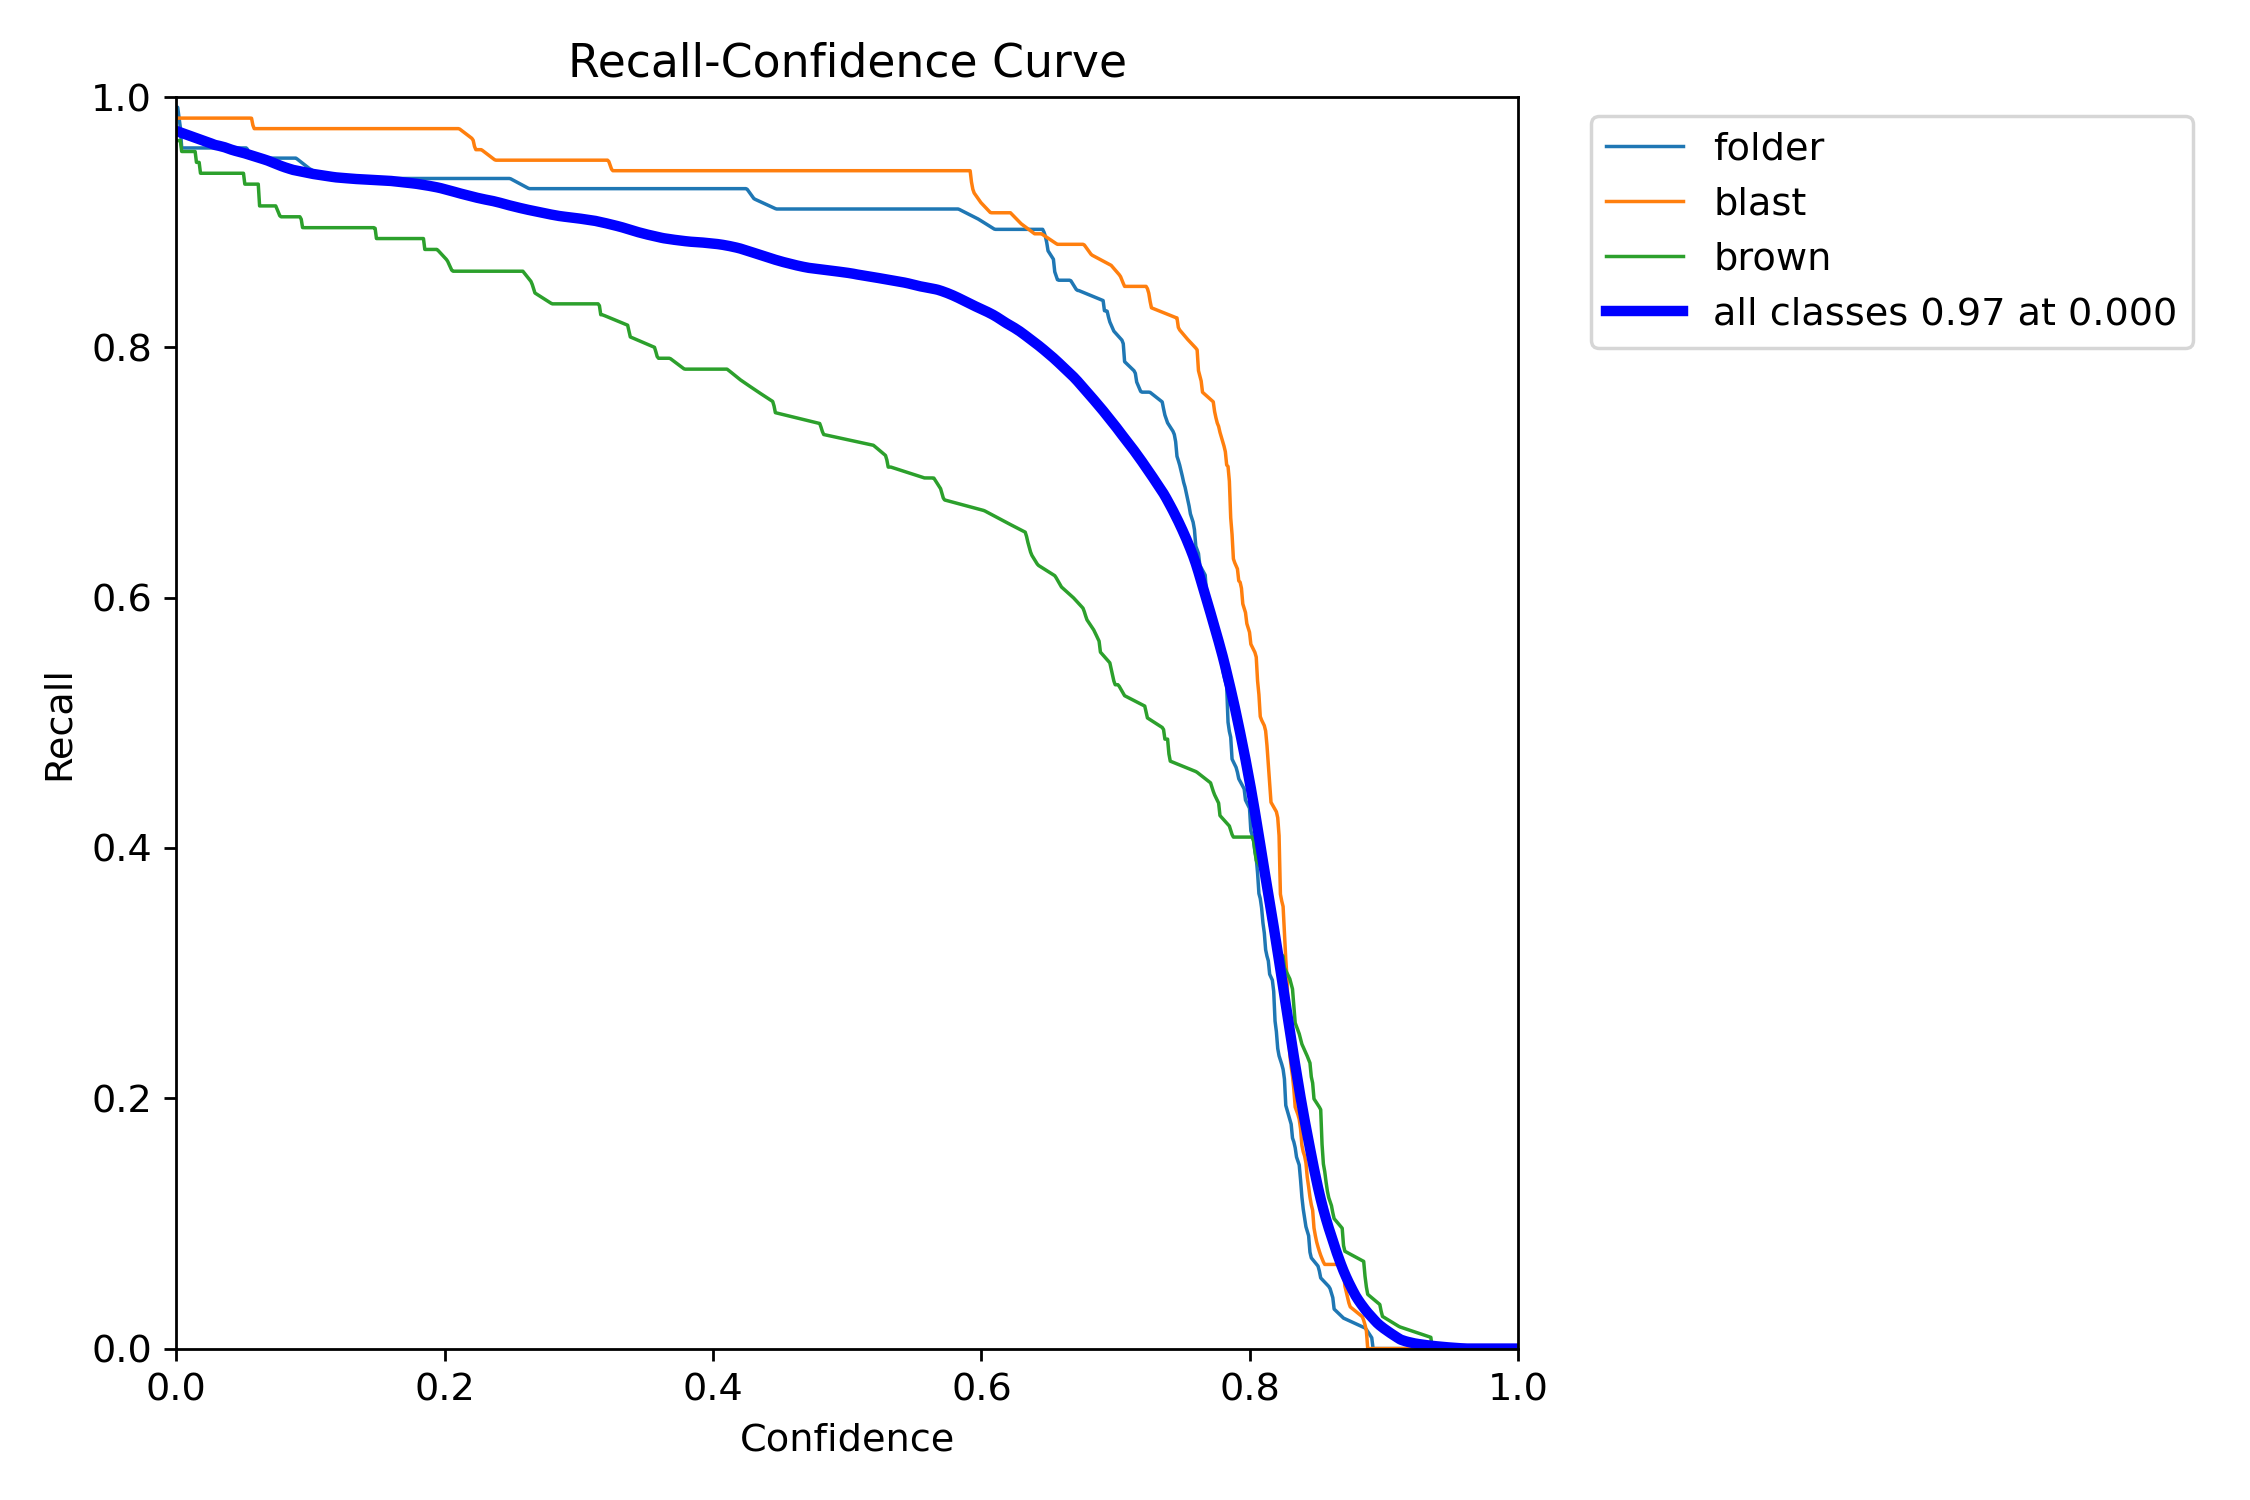 Recall-Confidence Curve
1.0
0.8
0.6
0.4
0.2
0.0
Recall
0.0 0.2 0.4 0.6 0.8 1.0
Confidence
folder
blast
brown
all classes 0.97 at 0.000